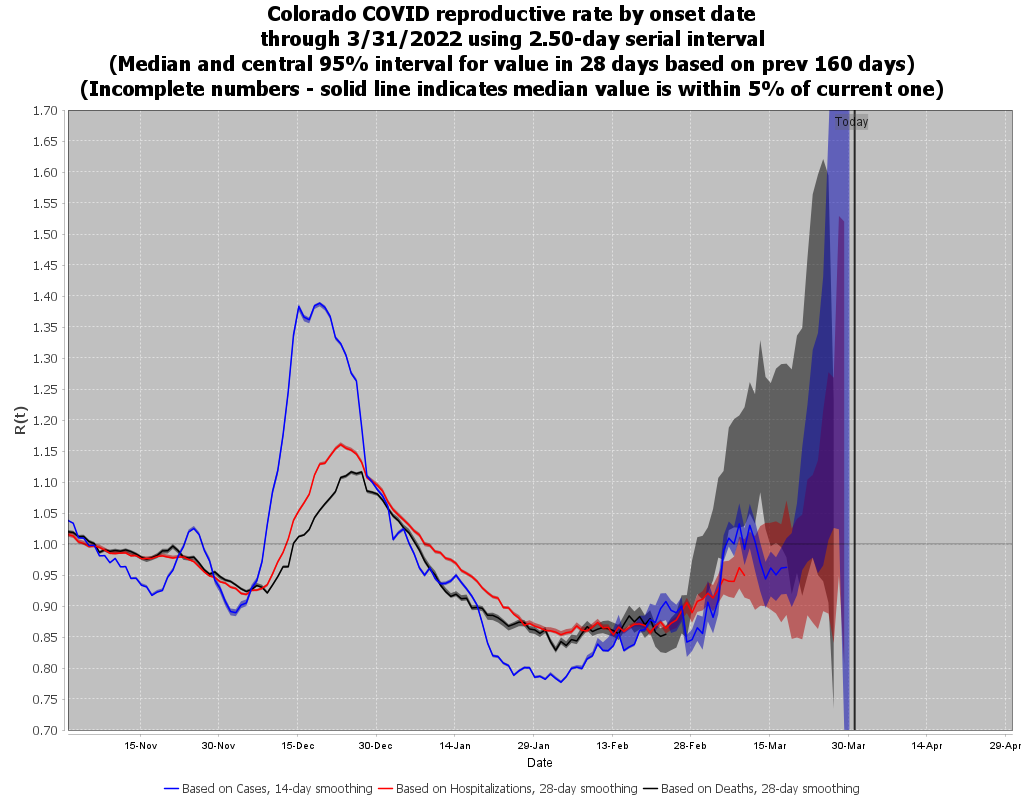 Colorado COVID reproductive rate by onset date
through 3/31/2022 using 2.50-day serial interval
(Median and central 95% interval for value in 28 days based on prev 160 days)
(Incomplete numbers - solid line indicates median value is within 5% of current one)
Today
1.70
1.65
1.60
1.55
1.50
1.45
1.40
1.35
1.30
1.25
1.20
1.15
1.10
1.05
1.00
0.95
0.90
0.85
0.80
0.75
0.70
R(t)
15-Nov 30-Nov 15-Dec 30-Dec 14-Jan 29-Jan 13-Feb 28-Feb 15-Mar 30-Mar 14-Apr 29-Apr
Date
Based on Cases, 14-day smoothing Based on Hospitalizations, 28-day smoothing Based on Deaths, 28-day smoothing